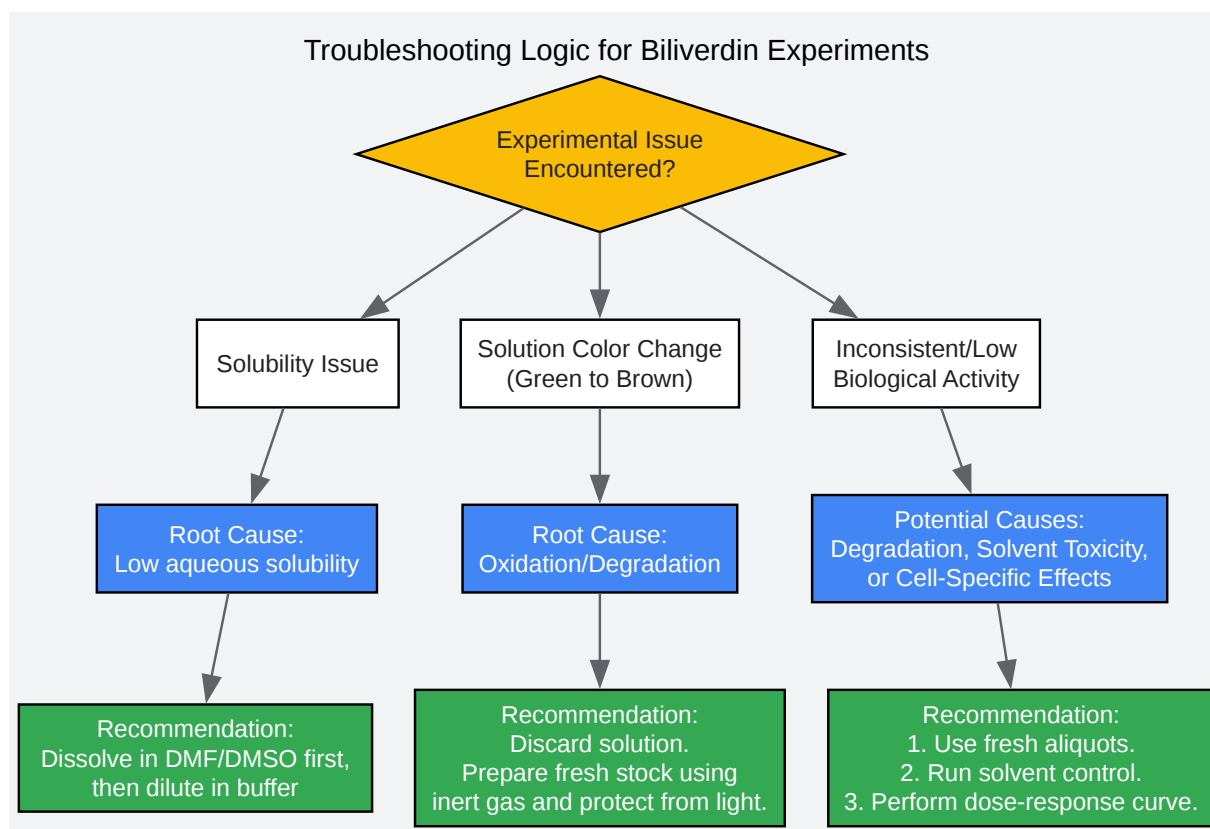 Troubleshooting Logic for Biliverdin Experiments
Experimental Issue
Encountered?
Solubility Issue
Solution Color Change
(Green to Brown)
Inconsistent/Low
Biological Activity
Root Cause:
Low aqueous solubility
Root Cause:
Oxidation/Degradation
Potential Causes:
Degradation, Solvent Toxicity,
or Cell-Specific Effects
Recommendation:
Dissolve in DMF/DMSO first,
then dilute in buffer
Recommendation:
Discard solution.
Prepare fresh stock using
inert gas and protect from light.
Recommendation:
1. Use fresh aliquots.
2. Run solvent control.
3. Perform dose-response curve.